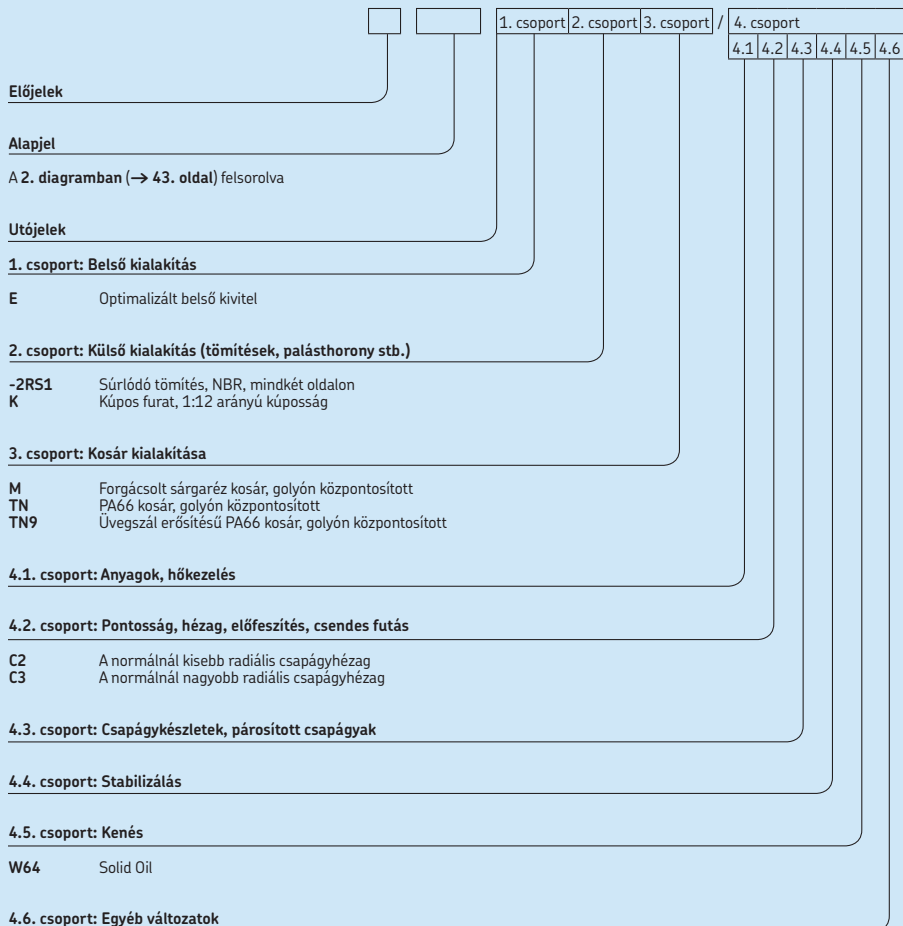 1. csoport 2. csoport 3. csoport / 4. csoport
4.1 4.2 4.3 4.4 4.5 4.6
Előjelek
Alapjel
A 2. diagramban (→ 43. oldal) felsorolva
Utójelek
1. csoport: Belső kialakítás
E Optimalizált belső kivitel
2. csoport: Külső kialakítás (tömítések, palásthorony stb.)
-2RS1 Súrlódó tömítés, NBR, mindkét oldalon
K Kúpos furat, 1:12 arányú kúposság
3. csoport: Kosár kialakítása
M Forgácsolt sárgaréz kosár, golyón központosított
TN PA66 kosár, golyón központosított
TN9 Üvegszál erősítésű PA66 kosár, golyón központosított
4.1. csoport: Anyagok, hőkezelés
4.2. csoport: Pontosság, hézag, előfeszítés, csendes futás
C2 A normálnál kisebb radiális csapágyhézag
C3 A normálnál nagyobb radiális csapágyhézag
4.3. csoport: Csapágykészletek, párosított csapágyak
4.4. csoport: Stabilizálás
4.5. csoport: Kenés
W64 Solid Oil
4.6. csoport: Egyéb változatok